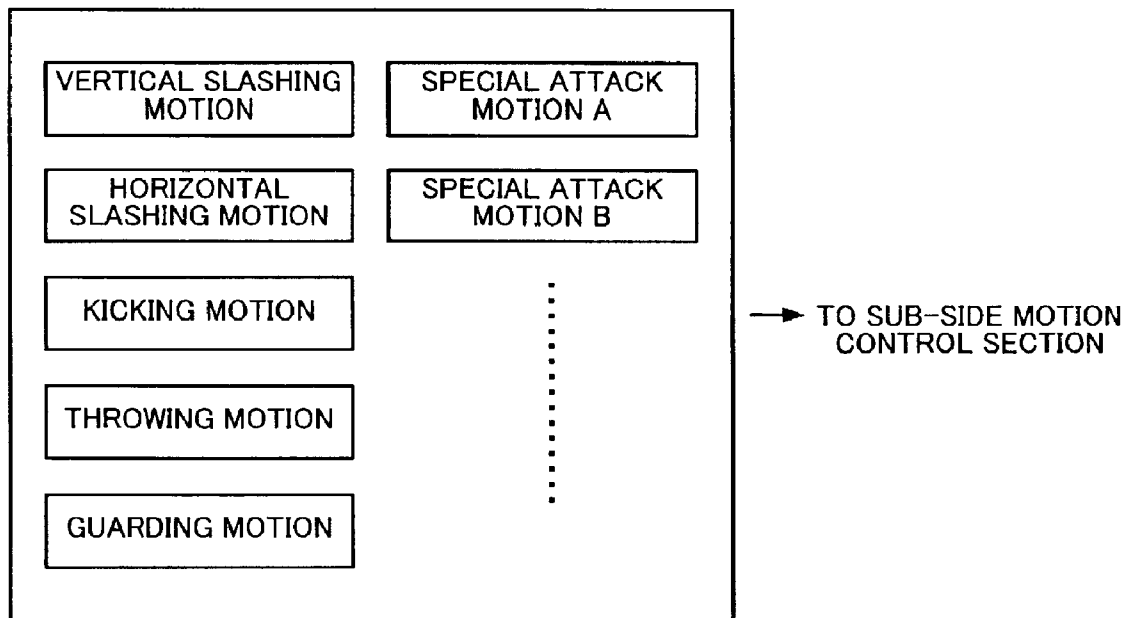 VERTICAL SLASHING
MOTION
HORIZONTAL
SLASHING MOTION
KICKING MOTION
THROWING MOTION
GUARDING MOTION
SPECIAL ATTACK
MOTION A
SPECIAL ATTACK
MOTION B
TO SUB-SIDE MOTION
CONTROL SECTION